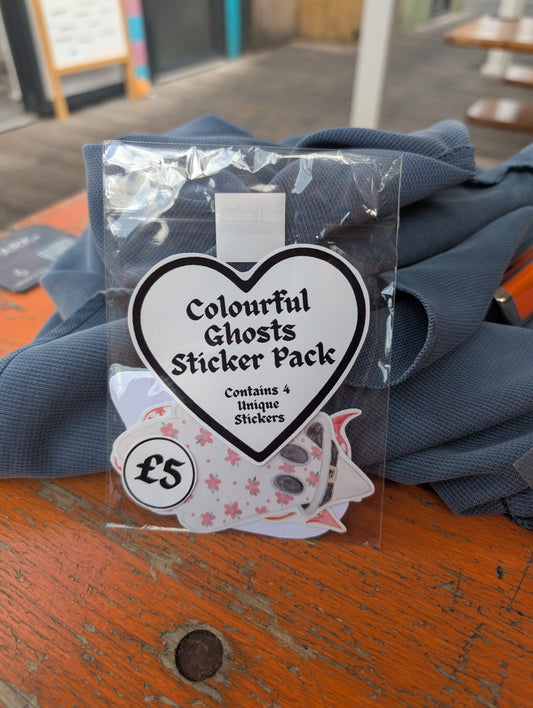 Colourful
Ghosts
Sticker Pack
Contains 4
Unique
Stickers
£5